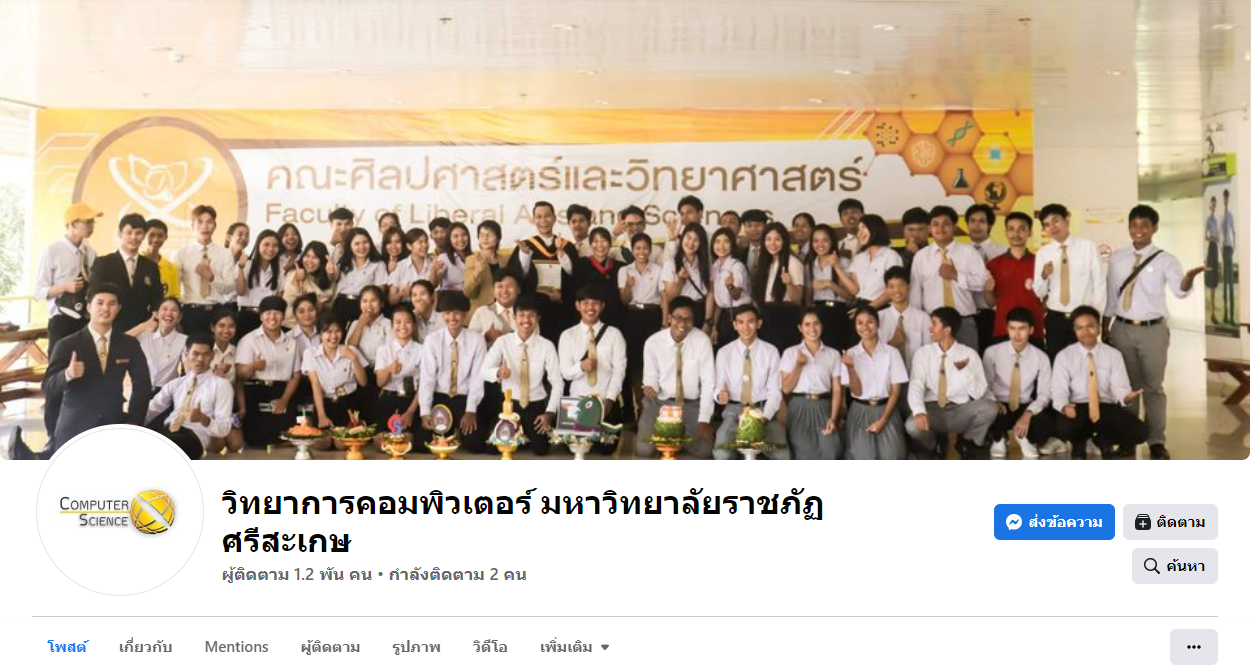 คณะศิลปศาสตร์และวิทยาศาสตร์
Faculty of Liberal Arts and Sciences
COMPUTER
SCIENCE
วิทยาการคอมพิวเตอร์ มหาวิทยาลัยราชภัฏ
ศรีสะเกษ
ผู้ติดตาม 1.2 พัน คน • กำลังติดตาม 2 คน
ส่งข้อความ
ติดตาม
ค้นหา
โพสต์ เกี่ยวกับ Mentions ผู้ติดตาม รูปภาพ วิดีโอ เพิ่มเติม